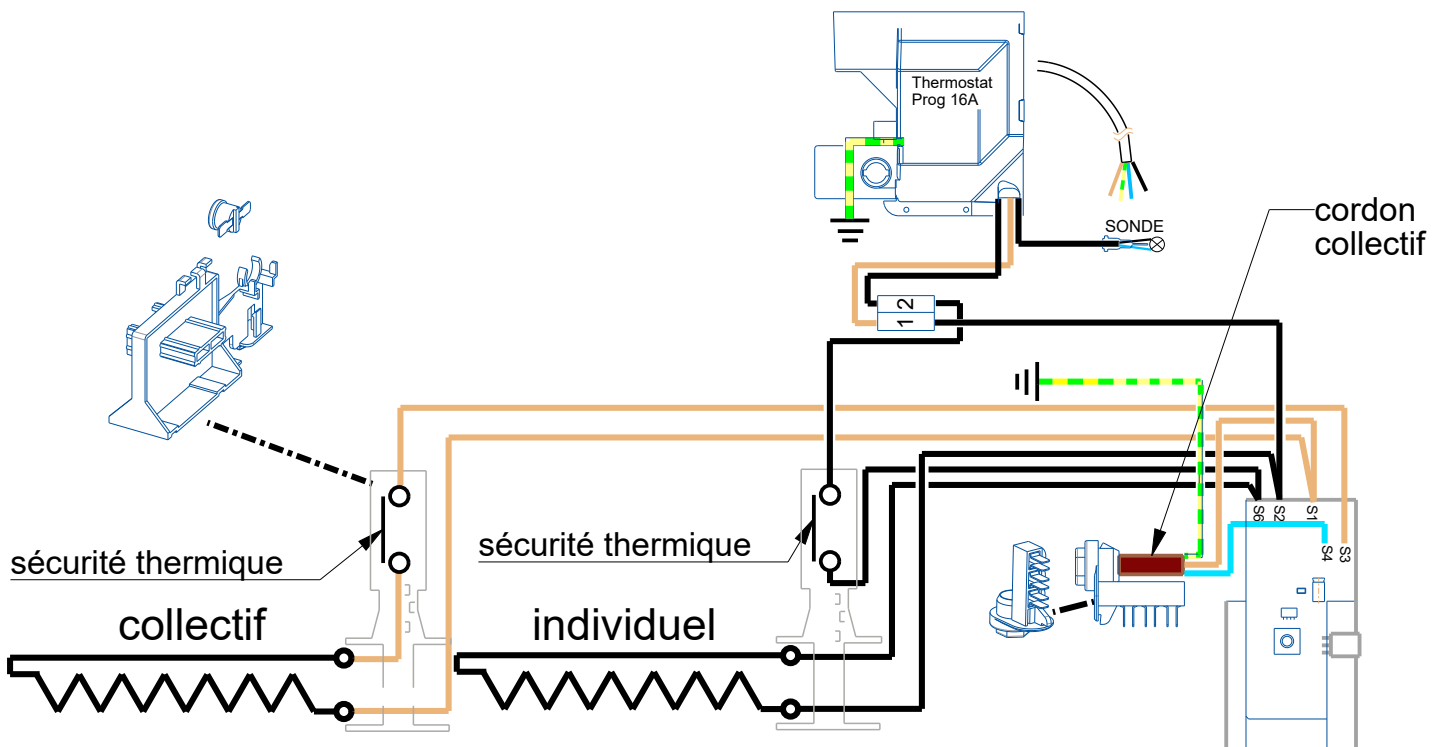 Thermostat
Prog 16A
SONDE
cordon
collectif
2
1
sécurité thermique
sécurité thermique
S6
S2
S1
S4
S3
collectif
individuel